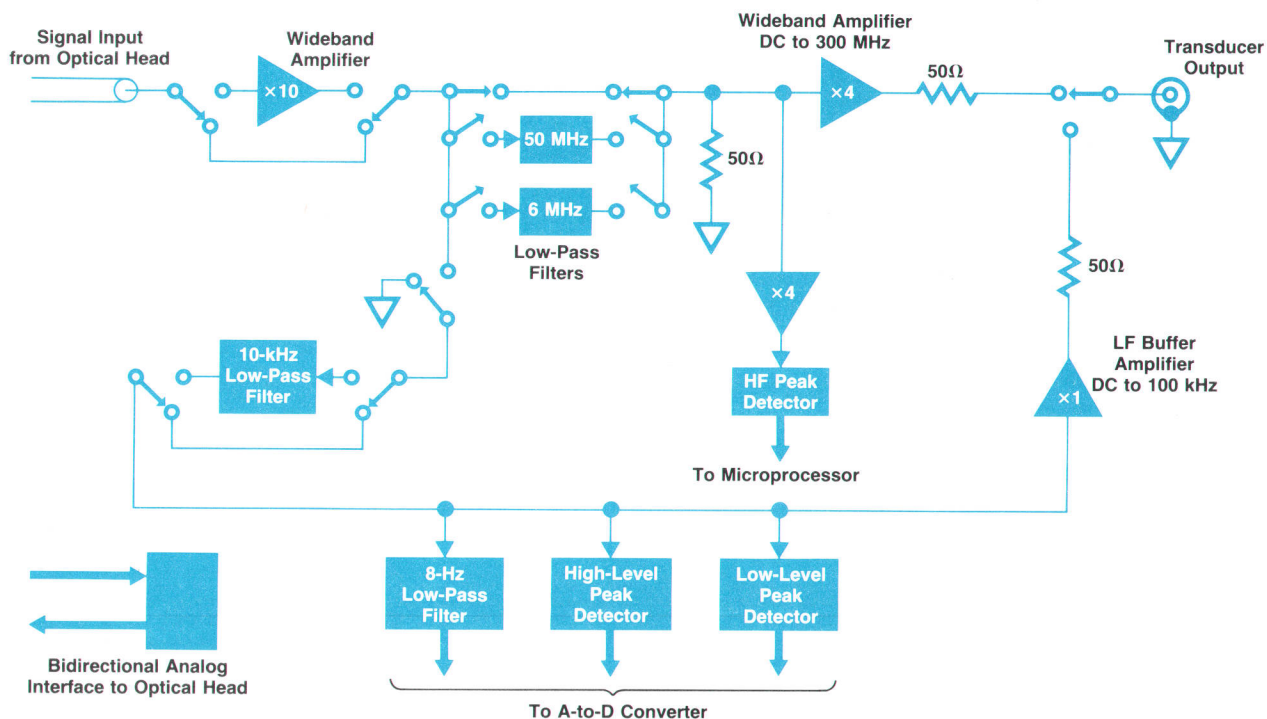 Signal Input
from Optical Head
Wideband
Amplifier
×10
Wideband Amplifier
DC to 300 MHz
×4
50Ω
Transducer
Output
50 MHz
6 MHz
Low-Pass
Filters
50Ω
×4
50Ω
10-kHz
Low-Pass
Filter
HF Peak
Detector
To Microprocessor
LF Buffer
Amplifier
DC to 100 kHz
×1
8-Hz
Low-Pass
Filter
High-Level
Peak
Detector
Low-Level
Peak
Detector
Bidirectional Analog
Interface to Optical Head
To A-to-D Converter